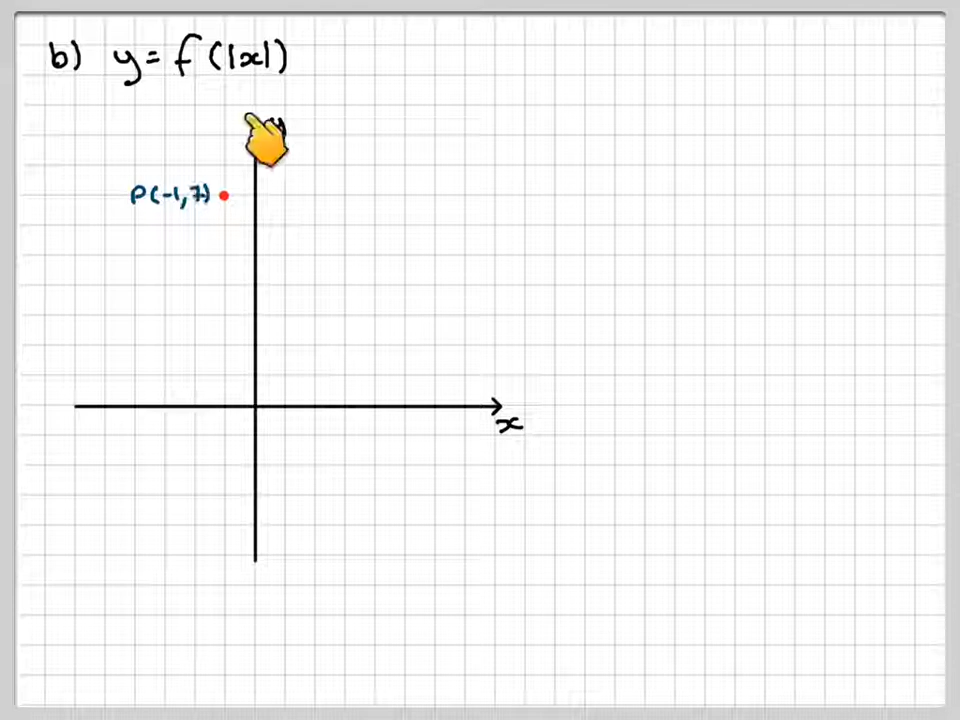 b) y = f(|x|)
P(-1,7)
x